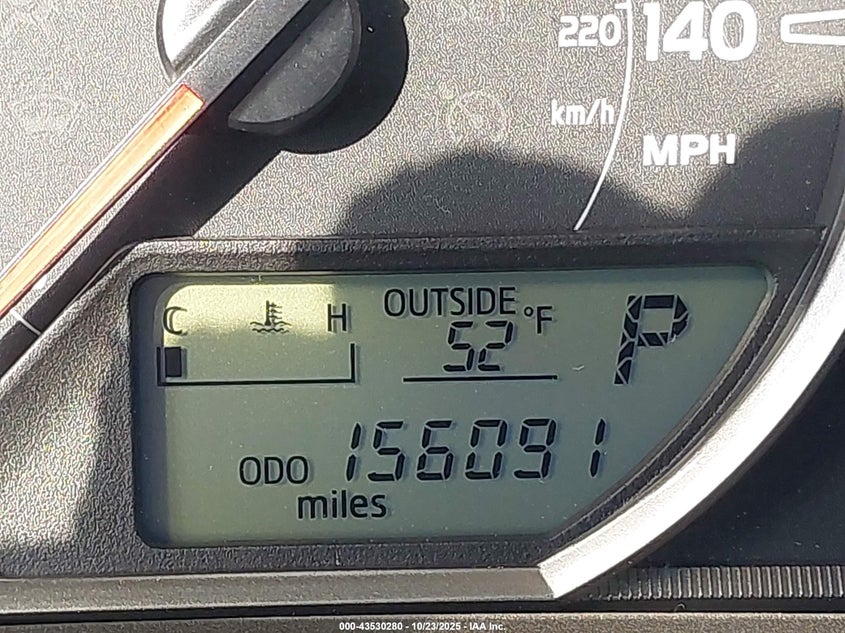 220 140
km/h
MPH
C H OUTSIDE °F P
52
ODO 156091
miles
000-43530280 - 10/23/2025 - IAA Inc.